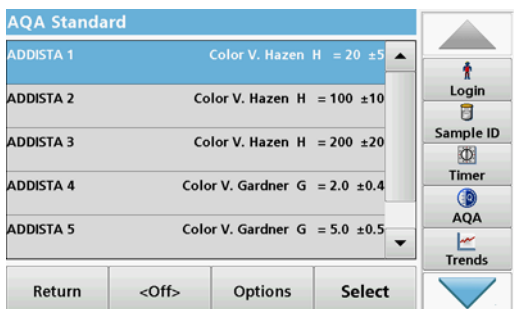 AQA Standard
ADDISTA 1 Color V. Hazen H = 20 ±5
ADDISTA 2 Color V. Hazen H = 100 ±10
ADDISTA 3 Color V. Hazen H = 200 ±20
ADDISTA 4 Color V. Gardner G = 2.0 ±0.4
ADDISTA 5 Color V. Gardner G = 5.0 ±0.5
Return <Off> Options Select
Login
Sample ID
Timer
AQA
Trends